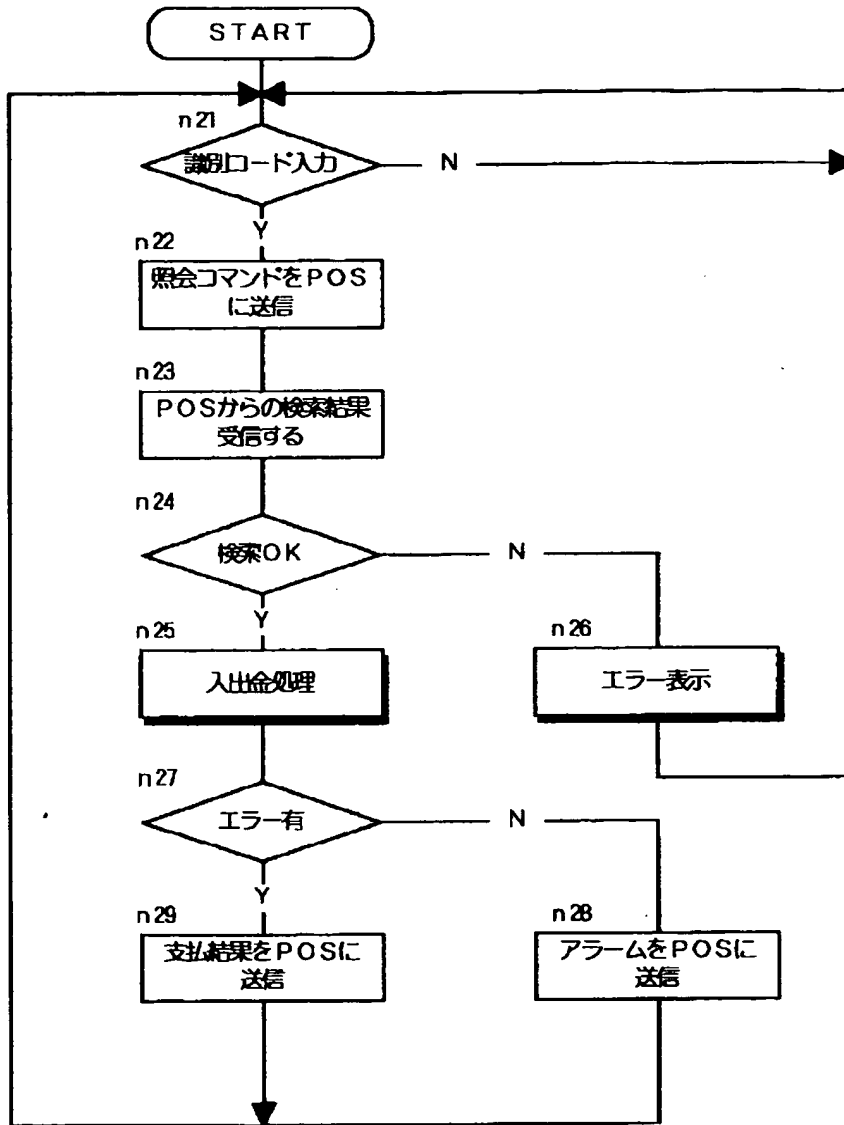 START
n21
識別コード入力
N
Y
n22
照会コマンドをPOS
に送信
n23
POSからの検索結果
受信する
n24
検索OK
N
Y
n25
入出金処理
n26
エラー表示
n27
エラー有
N
Y
n29
支払結果をPOSに
送信
n28
アラームをPOSに
送信